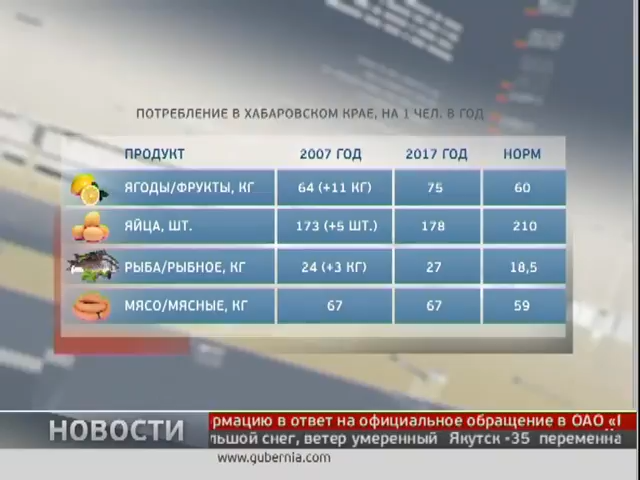 ПОТРЕБЛЕНИЕ В ХАБАРОВСКОМ КРАЕ, НА 1 ЧЕЛ. В ГОД
ПРОДУКТ 2007 ГОД 2017 ГОД НОРМ
ЯГОДЫ/ФРУКТЫ, КГ 64 (+11 КГ) 75 60
ЯЙЦА, ШТ. 173 (+5 ШТ.) 178 210
РЫБА/РЫБНОЕ, КГ 24 (+3 КГ) 27 18,5
МЯСО/МЯСНЫЕ, КГ 67 67 59
НОВОСТИ
рмацию в ответ на официальное обращение в ОАО
льшой снег, ветер умеренный Якутск -35 переменна
www.gubernia.com